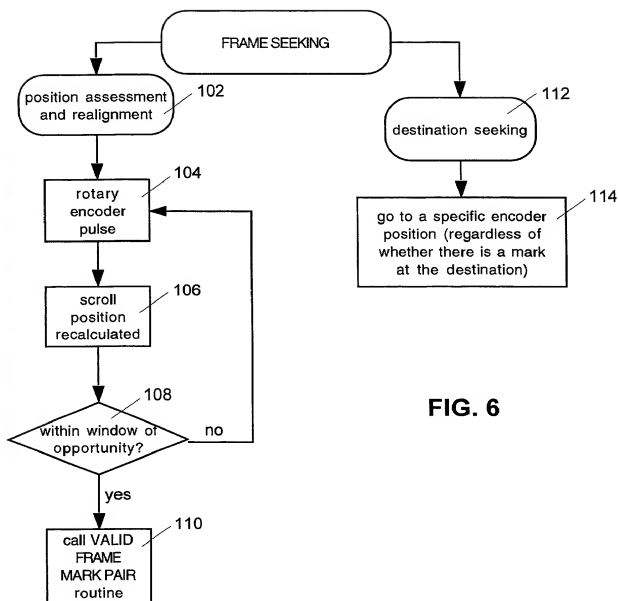 FRAME SEEKING
position assessment
and realignment
102
rotary
encoder
pulse
104
scroll
position
recalculated
106
within window of
opportunity?
108
no
yes
call VALID
FRAME
MARK PAIR
routine
110
destination seeking
112
go to a specific encoder
position (regardless of
whether there is a mark
at the destination)
114
FIG. 6